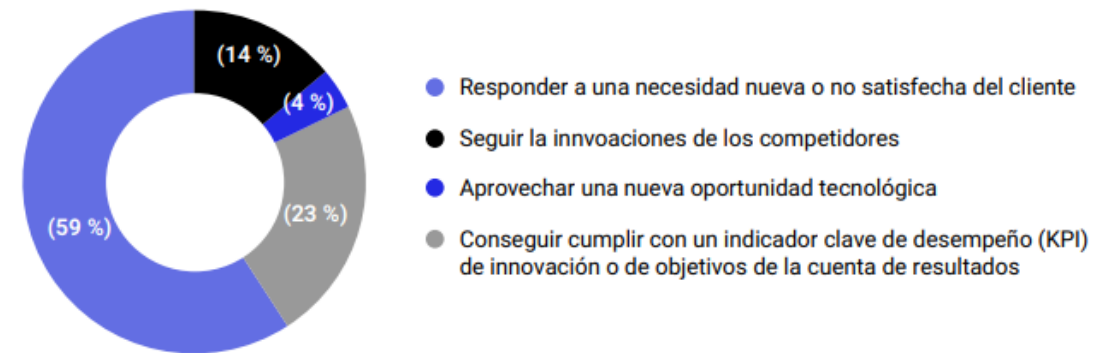 (14 %)
(4 %)
(23 %)
(59 %)
Responder a una necesidad nueva o no satisfecha del cliente
Seguir la innvoaciones de los competidores
Aprovechar una nueva oportunidad tecnológica
Conseguir cumplir con un indicador clave de desempeño (KPI)
de innovación o de objetivos de la cuenta de resultados